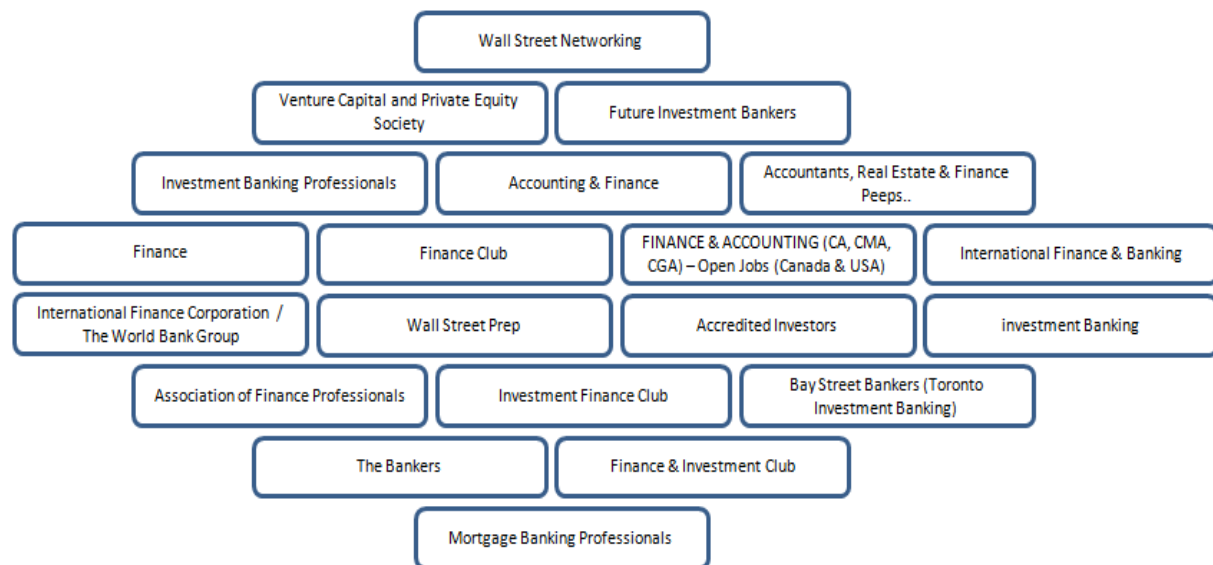 Wall Street Networking
Venture Capital and Private Equity
Society
Future Investment Bankers
Investment Banking Professionals
Accounting & Finance
Accountants, Real Estate & Finance
Peeps..
Finance
Finance Club
FINANCE & ACCOUNTING (CA, CMA,
CGA) – Open Jobs (Canada & USA)
International Finance & Banking
International Finance Corporation /
The World Bank Group
Wall Street Prep
Accredited Investors
investment Banking
Association of Finance Professionals
Investment Finance Club
Bay Street Bankers (Toronto
Investment Banking)
The Bankers
Finance & Investment Club
Mortgage Banking Professionals